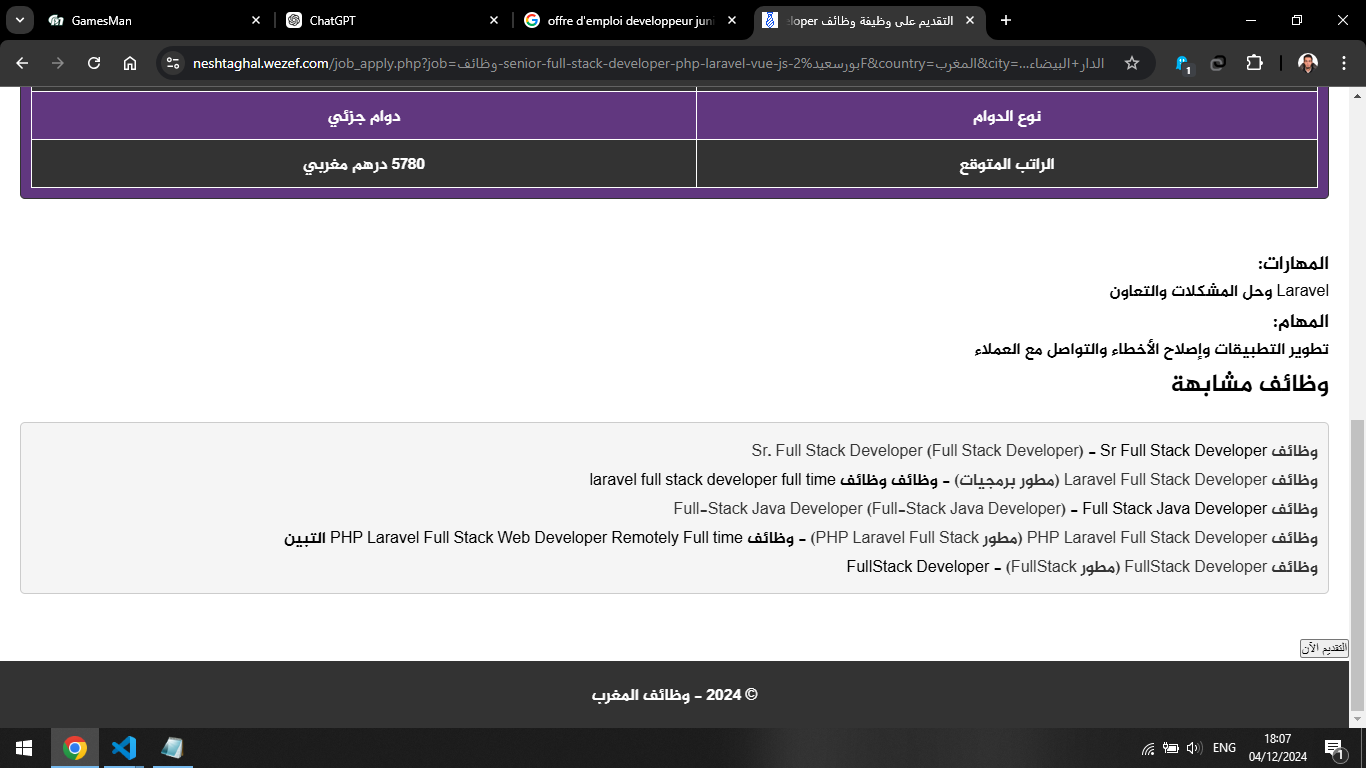 GamesMan
ChatGPT
offre d'emploi developpeur juni
التقديم على وظيفة وظائف eloper
neshtaghal.wezef.com/job_apply.php?job=وظائف-senior-full-stack-developer-php-laravel-vue-js-2%بورسعيدF&country=المغرب&city=...الدار+البيضاء
1
نوع الدوام
دوام جزئي
الراتب المتوقع
5780 درهم مغربي
المهارات:
Laravel وحل المشكلات والتعاون
المهام:
تطوير التطبيقات وإصلاح الأخطاء والتواصل مع العملاء
وظائف مشابهة
وظائف Sr. Full Stack Developer (Full Stack Developer) - Sr Full Stack Developer
وظائف Laravel Full Stack Developer (مطور برمجيات) - وظائف وظائف laravel full stack developer full time
وظائف Full-Stack Java Developer (Full-Stack Java Developer) - Full Stack Java Developer
وظائف PHP Laravel Full Stack Developer (مطور PHP Laravel Full Stack) - وظائف PHP Laravel Full Stack Web Developer Remotely Full time التبين
وظائف FullStack Developer (مطور FullStack) - FullStack Developer
التقديم الآن
© 2024 - وظائف المغرب
ENG
18:07
04/12/2024
1